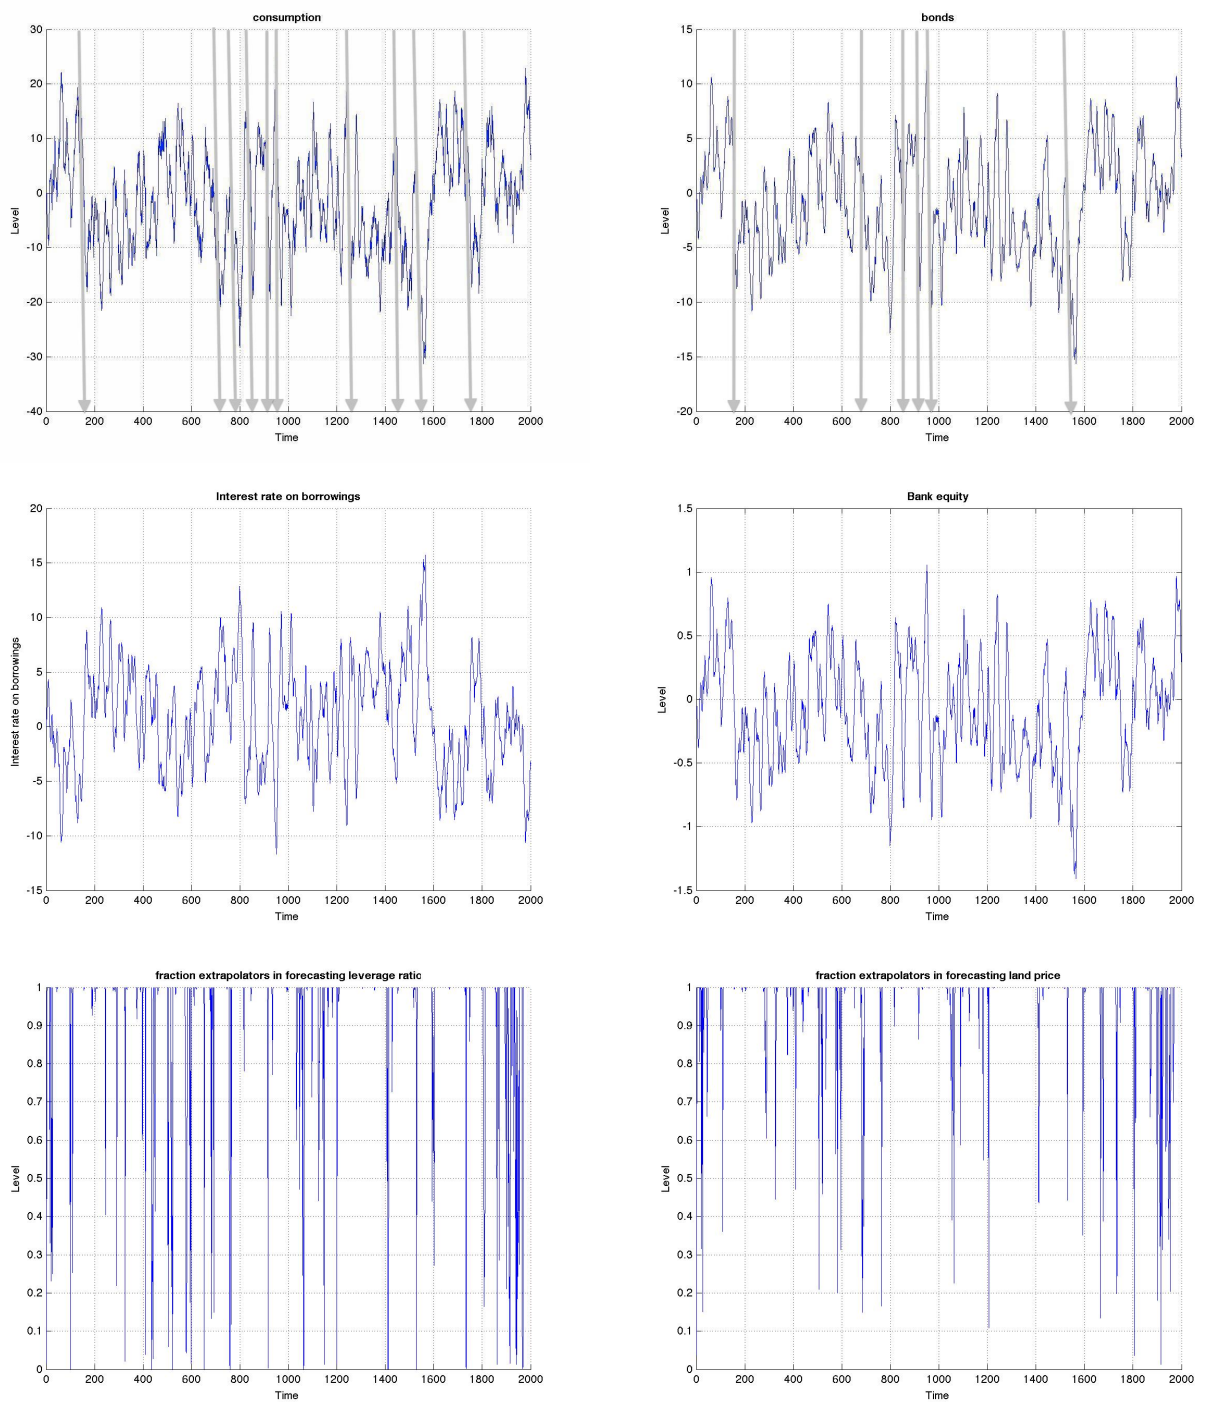 consumption
30
20
10
0
-10
-20
-30
-40
Level
0 200 400 600 800 1000 1200 1400 1600 1800 2000
Time
bonds
15
10
5
0
-5
-10
-15
-20
Level
0 200 400 600 800 1000 1200 1400 1600 1800 2000
Time
Interest rate on borrowings
20
15
10
5
0
-5
-10
-15
Interest rate on borrowings
0 200 400 600 800 1000 1200 1400 1600 1800 2000
Time
Bank equity
1.5
1
0.5
0
-0.5
-1
-1.5
Level
0 200 400 600 800 1000 1200 1400 1600 1800 2000
Time
fraction extrapolators in forecasting leverage ratio
1
0.9
0.8
0.7
0.6
0.5
0.4
0.3
0.2
0.1
0
Level
0 200 400 600 800 1000 1200 1400 1600 1800 2000
Time
fraction extrapolators in forecasting land price
1
0.9
0.8
0.7
0.6
0.5
0.4
0.3
0.2
0.1
0
Level
0 200 400 600 800 1000 1200 1400 1600 1800 2000
Time